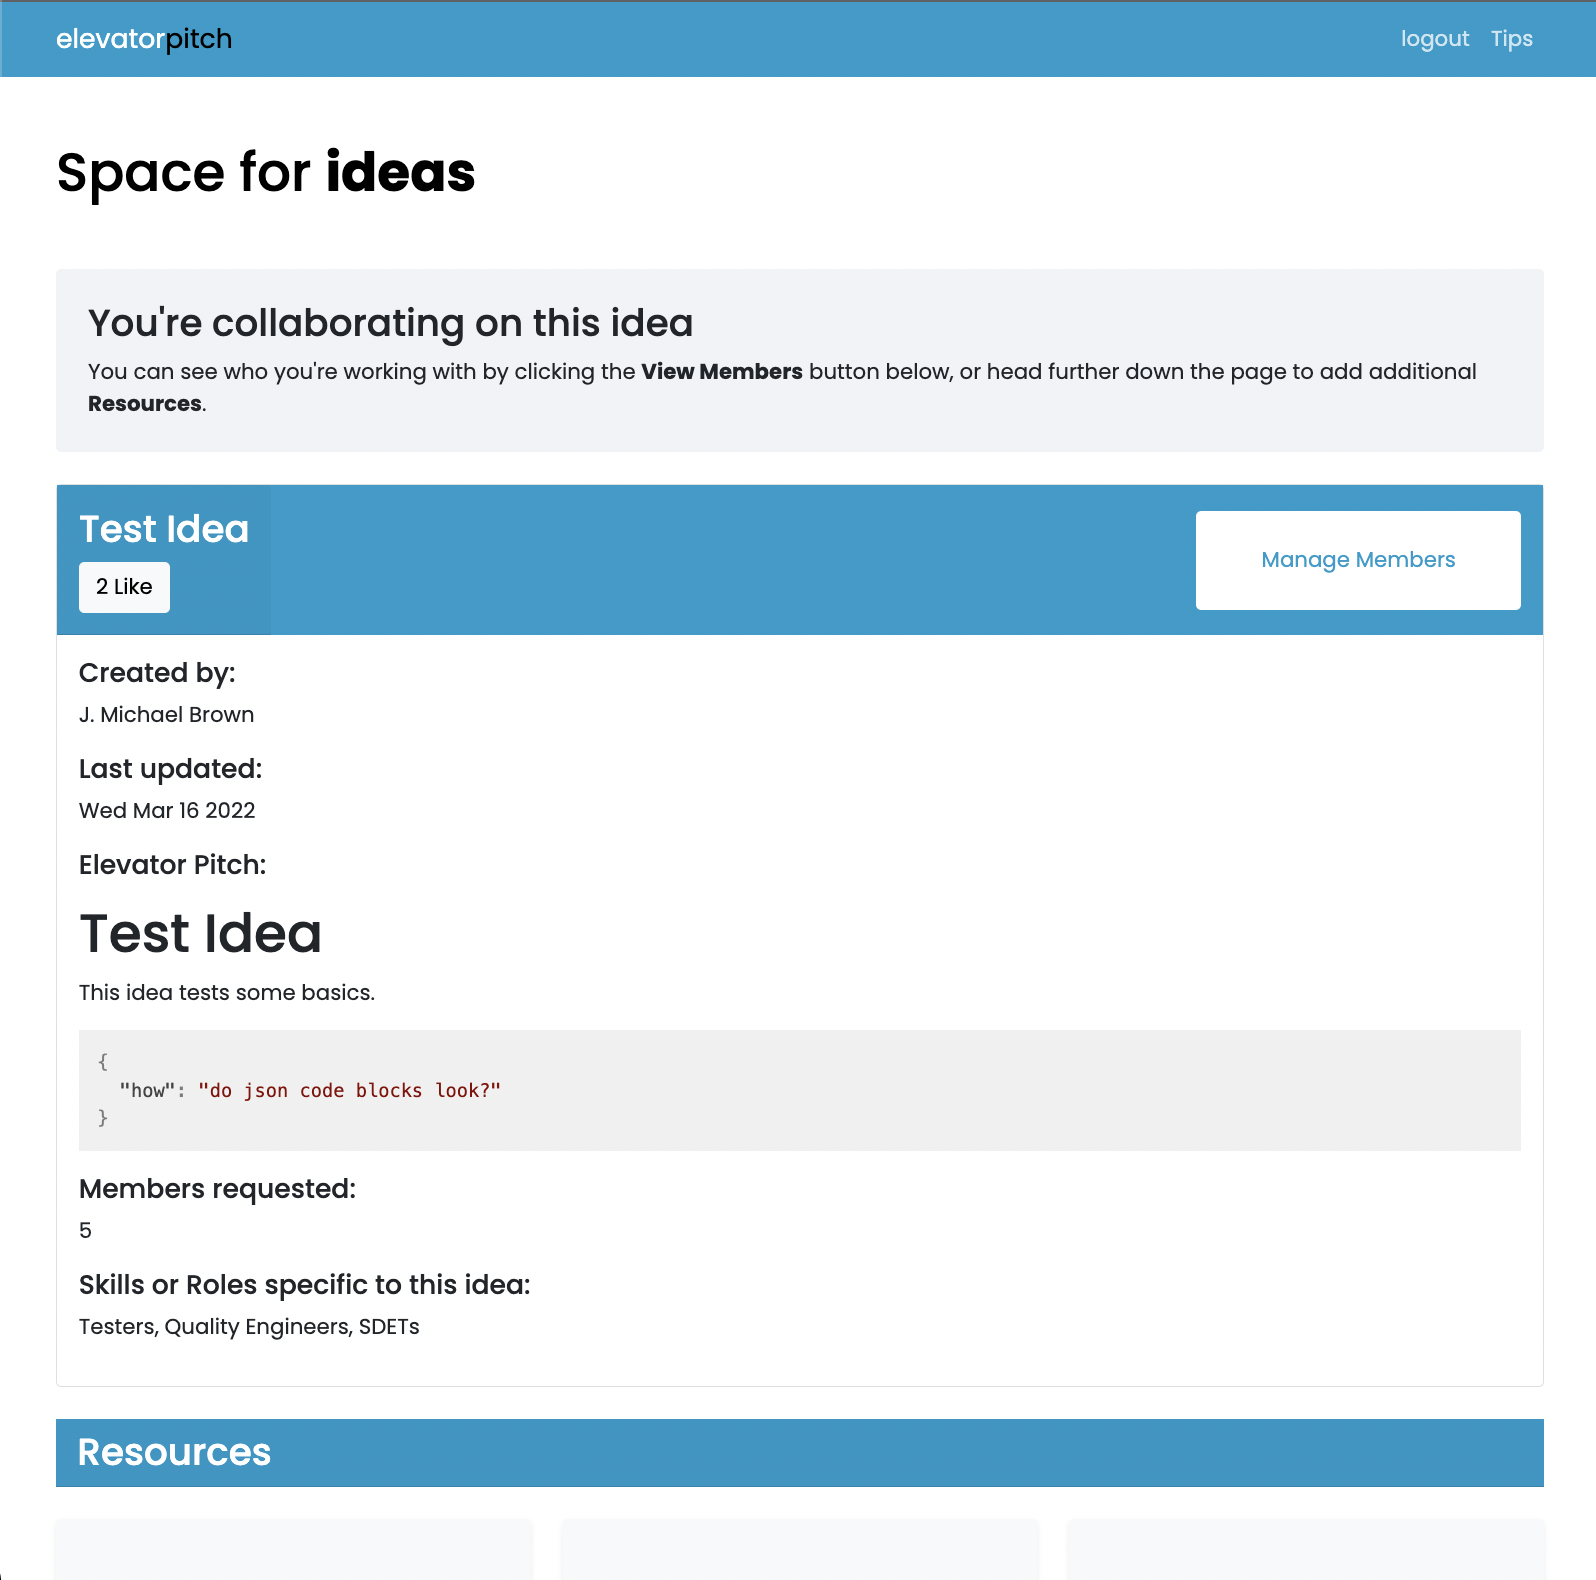 elevatorpitch
logout Tips
Space for ideas
You're collaborating on this idea
You can see who you're working with by clicking the View Members button below, or head further down the page to add additional
Resources.
Test Idea
2 Like
Manage Members
Created by:
J. Michael Brown
Last updated:
Wed Mar 16 2022
Elevator Pitch:
Test Idea
This idea tests some basics.
{
  "how": "do json code blocks look?"
}
Members requested:
5
Skills or Roles specific to this idea:
Testers, Quality Engineers, SDETs
Resources